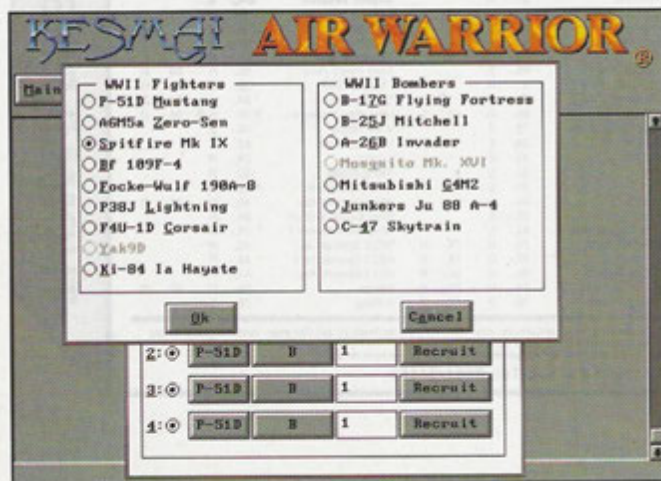 KESMAI AIR WARRIOR ®
Main
WWII Fighters
P-51D Mustang
A6M5a Zero-Sen
Spitfire Mk IX
Bf 109F-4
Focke-Wulf 190A-8
P38J Lightning
F4U-1D Corsair
Yak9D
Ki-84 Ia Hayate
WWII Bombers
B-17G Flying Fortress
B-25J Mitchell
A-26B Invader
Mosquito Mk. XVI
Mitsubishi G4M2
Junkers Ju 88 A-4
C-47 Skytrain
Ok
Cancel
2: P-51D B 1 Recruit
3: P-51D B 1 Recruit
4: P-51D B 1 Recruit